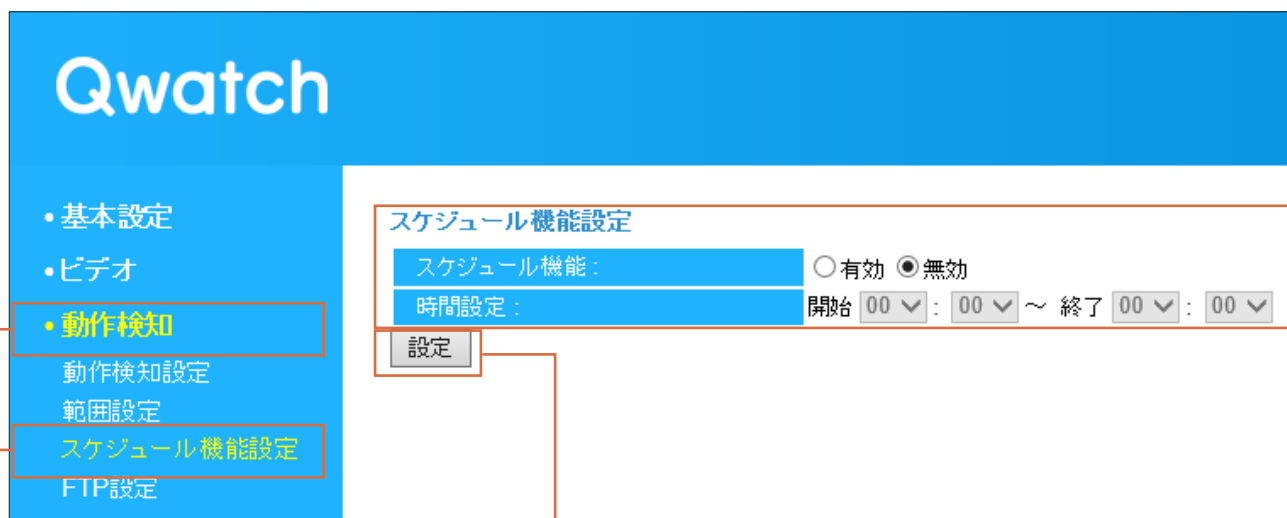 Qwatch
•基本設定
•ビデオ
•動作検知
動作検知設定
範囲設定
スケジュール機能設定
FTP設定
スケジュール機能設定
スケジュール機能 : 有効 無効
時間設定 : 開始 00 : 00 ～ 終了 00 : 00
設定